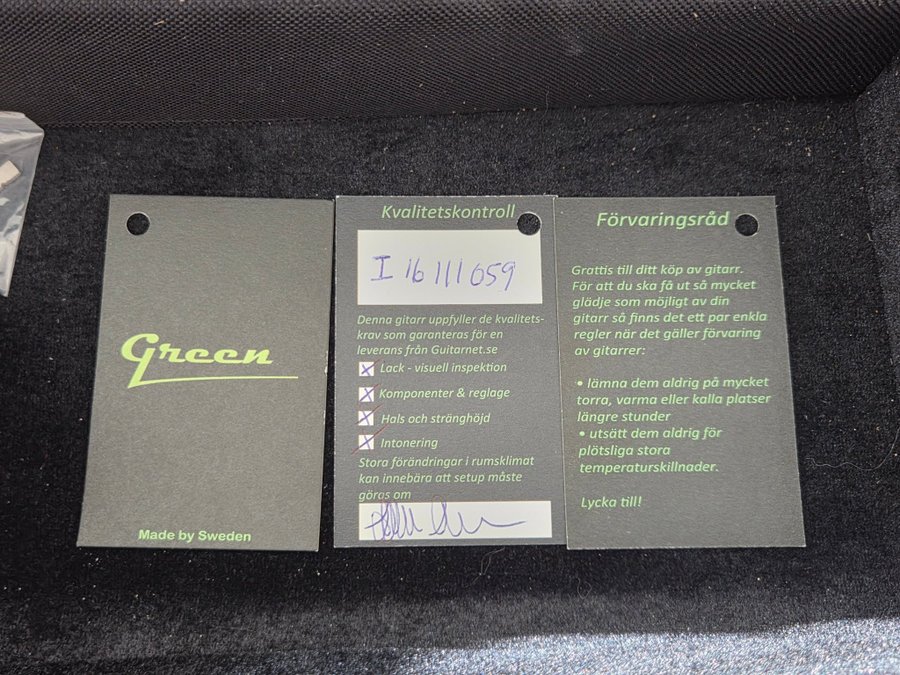 Green
Made by Sweden
Kvalitetskontroll
I 16111059
Denna gitarr uppfyller de kvalitets-
krav som garanteras för en
leverans från Guitarnet.se
Lack - visuell inspektion
Komponenter & reglage
Hals och stränghöjd
Intonering
Stora förändringar i rumsklimat
kan innebära att setup måste
göras om
Förvaringsråd
Grattis till ditt köp av gitarr.
För att du ska få ut så mycket
glädje som möjligt av din
gitarr så finns det ett par enkla
regler när det gäller förvaring
av gitarrer:
• lämna dem aldrig på mycket
torra, varma eller kalla platser
längre stunder
• utsätt dem aldrig för
plötsliga stora
temperaturskillnader.
Lycka till!